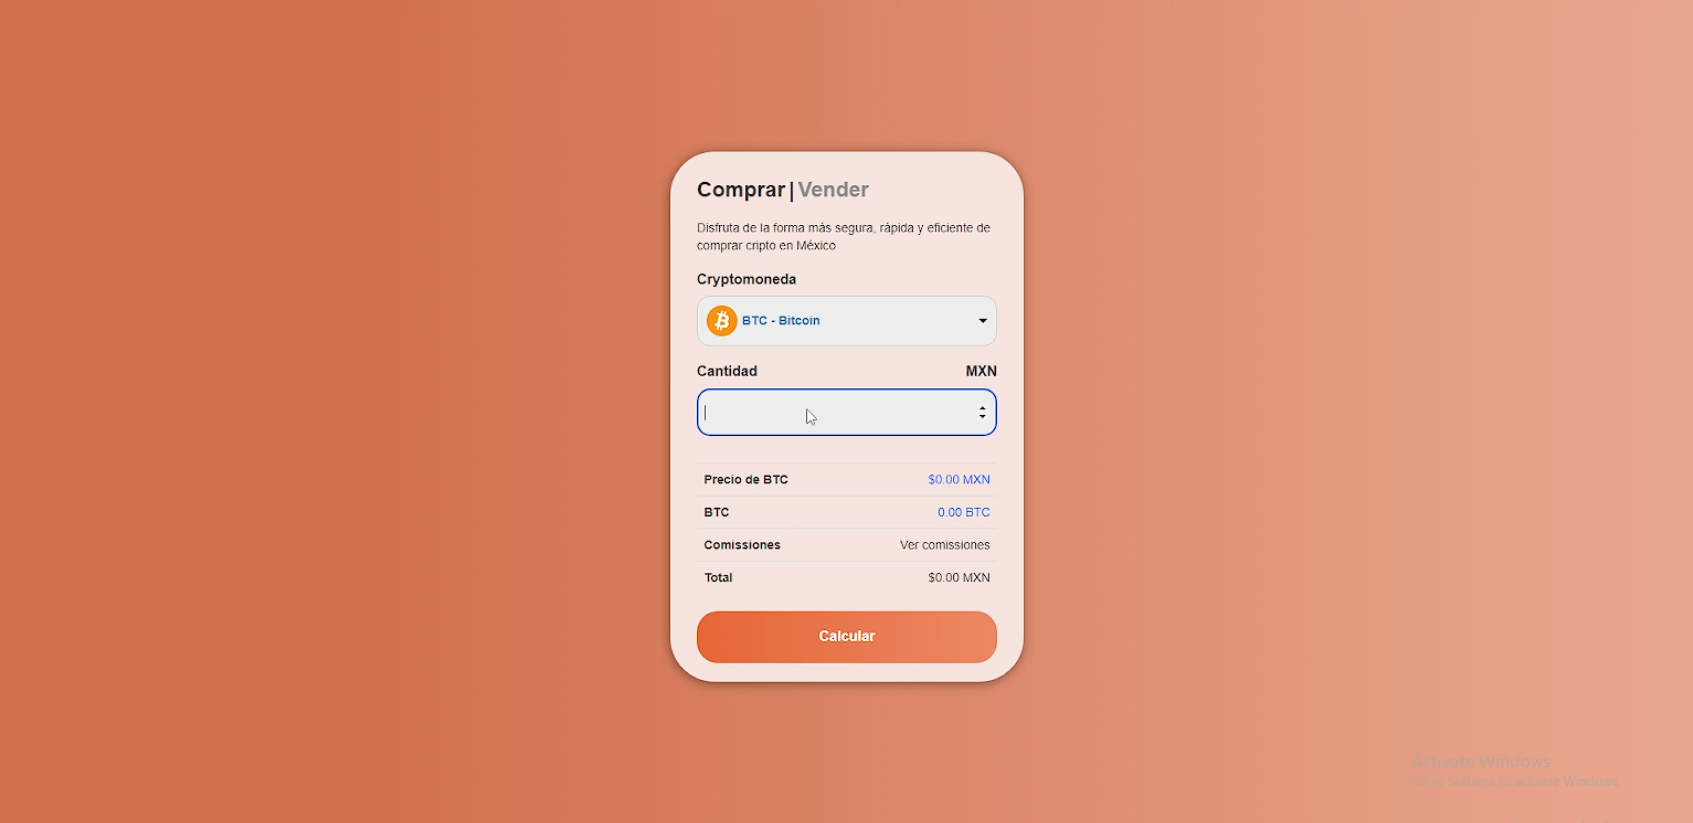 Comprar|Vender
Disfruta de la forma más segura, rápida y eficiente de
comprar cripto en México
Cryptomoneda
BTC - Bitcoin
Cantidad MXN
Precio de BTC $0.00 MXN
BTC 0.00 BTC
Comissiones Ver comissiones
Total $0.00 MXN
Calcular
Activate Windows
Go to Settings to activate Windows.